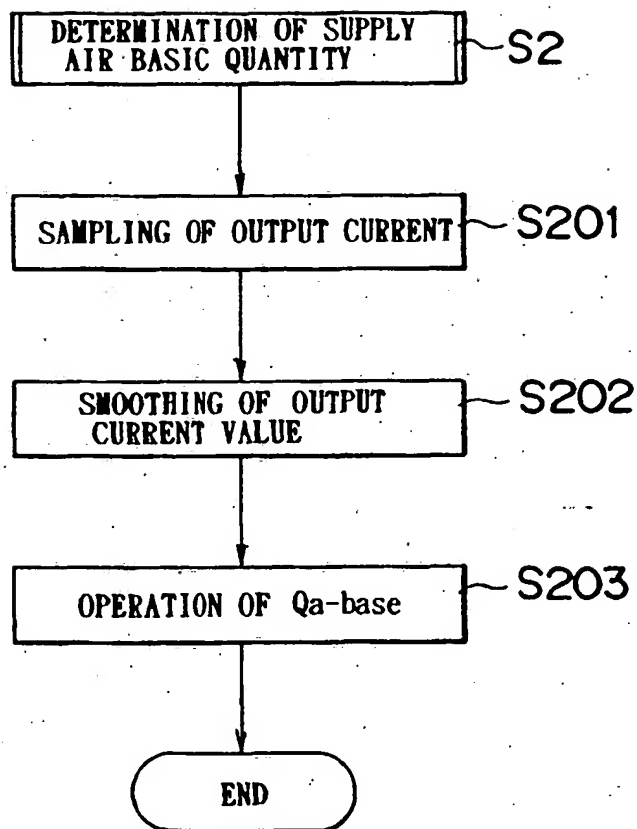 DETERMINATION OF SUPPLY
AIR BASIC QUANTITY
S2
SAMPLING OF OUTPUT CURRENT
S201
SMOOTHING OF OUTPUT
CURRENT VALUE
S202
OPERATION OF Qa-base
S203
END